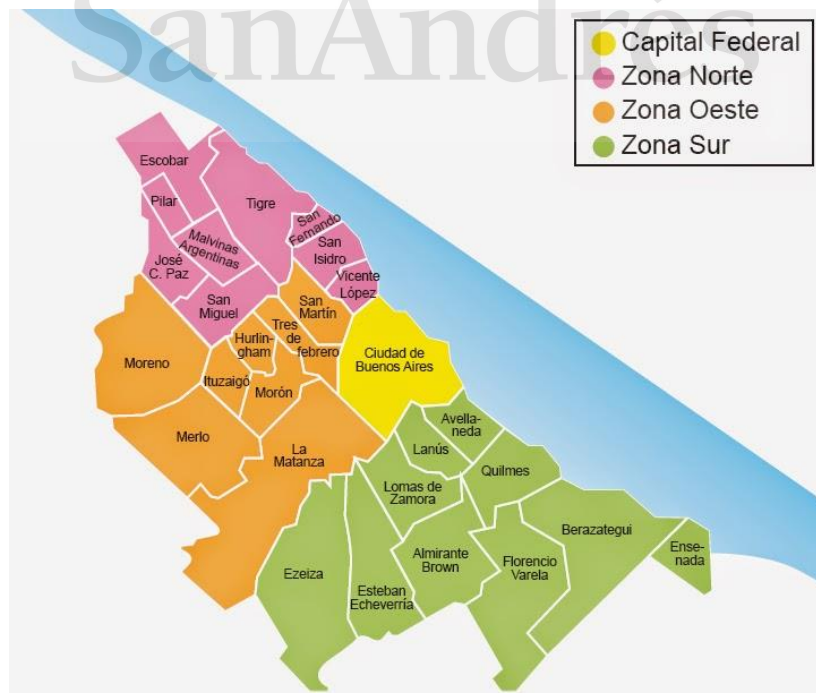 SanAndrés
Capital Federal
Zona Norte
Zona Oeste
Zona Sur
Escobar
Pilar
Tigre
San
Fernando
Malvinas
Argentinas
San
Isidro
José
C. Paz
Vicente
López
San
Miguel
San
Martín
Tres
de
febrero
Hurlin-
gham
Moreno
Ciudad de
Buenos Aires
Ituzaigó
Morón
Merlo
La
Matanza
Avella-
neda
Lanús
Quilmes
Lomas de
Zamora
Berazategui
Ense-
nada
Almirante
Brown
Florencio
Varela
Ezeiza
Esteban
Echeverría